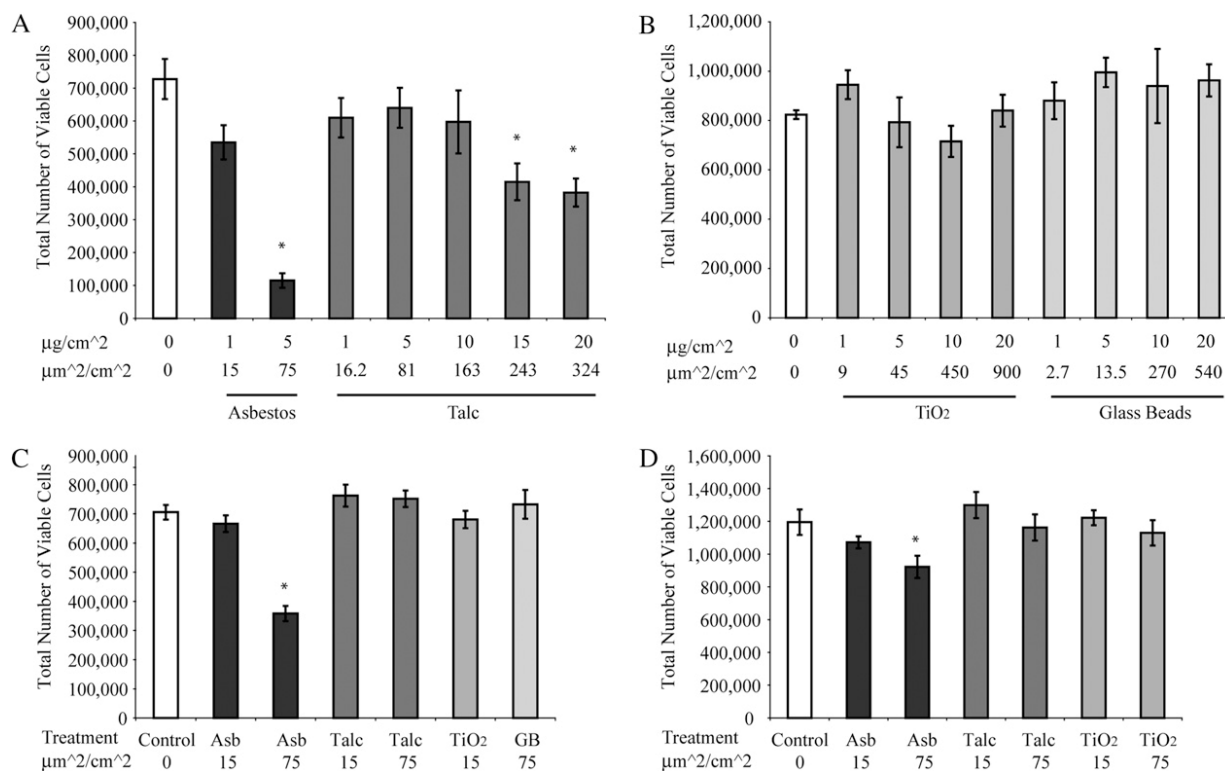 A
Total Number of Viable Cells
900,000
800,000
700,000
600,000
500,000
400,000
300,000
200,000
100,000
0
*
*
*
μg/cm^2 0 1 5 1 5 10 15 20
μm^2/cm^2 0 15 75 16.2 81 163 243 324
Asbestos Talc
B
Total Number of Viable Cells
1,200,000
1,000,000
800,000
600,000
400,000
200,000
0
μg/cm^2 0 1 5 10 20 1 5 10 20
μm^2/cm^2 0 9 45 450 900 2.7 13.5 270 540
TiO2 Glass Beads
C
Total Number of Viable Cells
900,000
800,000
700,000
600,000
500,000
400,000
300,000
200,000
100,000
0
*
Treatment Control Asb Asb Talc Talc TiO2 GB
μm^2/cm^2 0 15 75 15 75 15 75
D
Total Number of Viable Cells
1,600,000
1,400,000
1,200,000
1,000,000
800,000
600,000
400,000
200,000
0
*
Treatment Control Asb Asb Talc Talc TiO2 TiO2
μm^2/cm^2 0 15 75 15 75 15 75